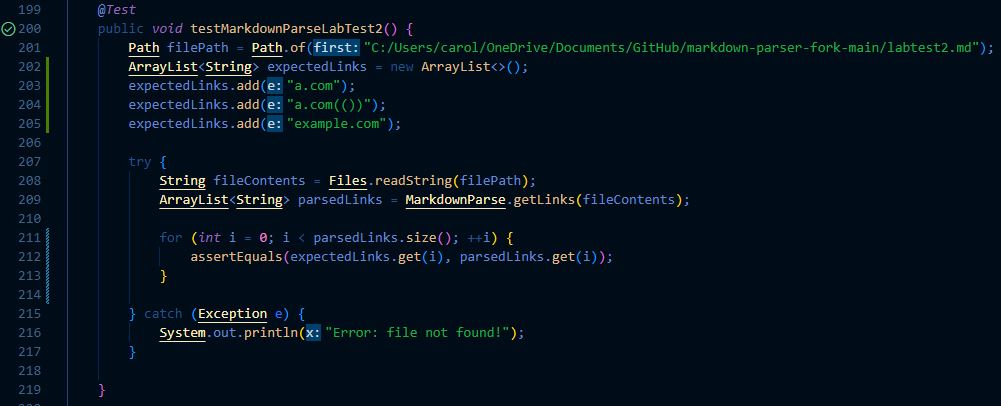 199 @Test
200 public void testMarkdownParseLabTest2() {
201 Path filePath = Path.of(first: "C:/Users/carol/OneDrive/Documents/GitHub/markdown-parser-fork-main/labtest2.md");
202 ArrayList<String> expectedLinks = new ArrayList<>();
203 expectedLinks.add(e: "a.com");
204 expectedLinks.add(e: "a.com(())");
205 expectedLinks.add(e: "example.com");
206
207 try {
208 String fileContents = Files.readString(filePath);
209 ArrayList<String> parsedLinks = MarkdownParse.getLinks(fileContents);
210
211 for (int i = 0; i < parsedLinks.size(); ++i) {
212 assertEquals(expectedLinks.get(i), parsedLinks.get(i));
213 }
214
215 } catch (Exception e) {
216 System.out.println(x: "Error: file not found!");
217 }
218
219 }